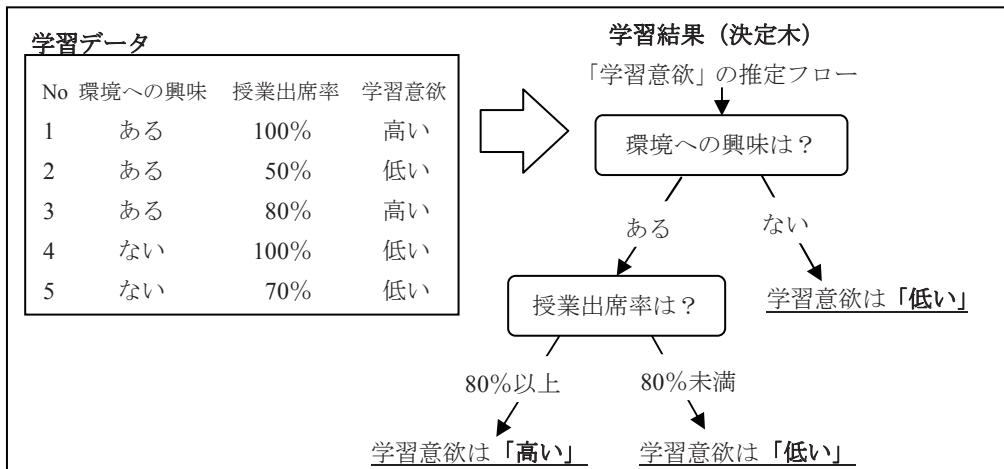 学習データ
No 環境への興味 授業出席率 学習意欲
1 ある 100% 高い
2 ある 50% 低い
3 ある 80% 高い
4 ない 100% 低い
5 ない 70% 低い
学習結果（決定木）
「学習意欲」の推定フロー
環境への興味は？
ある ない
授業出席率は？
学習意欲は「低い」
80%以上 80%未満
学習意欲は「高い」 学習意欲は「低い」